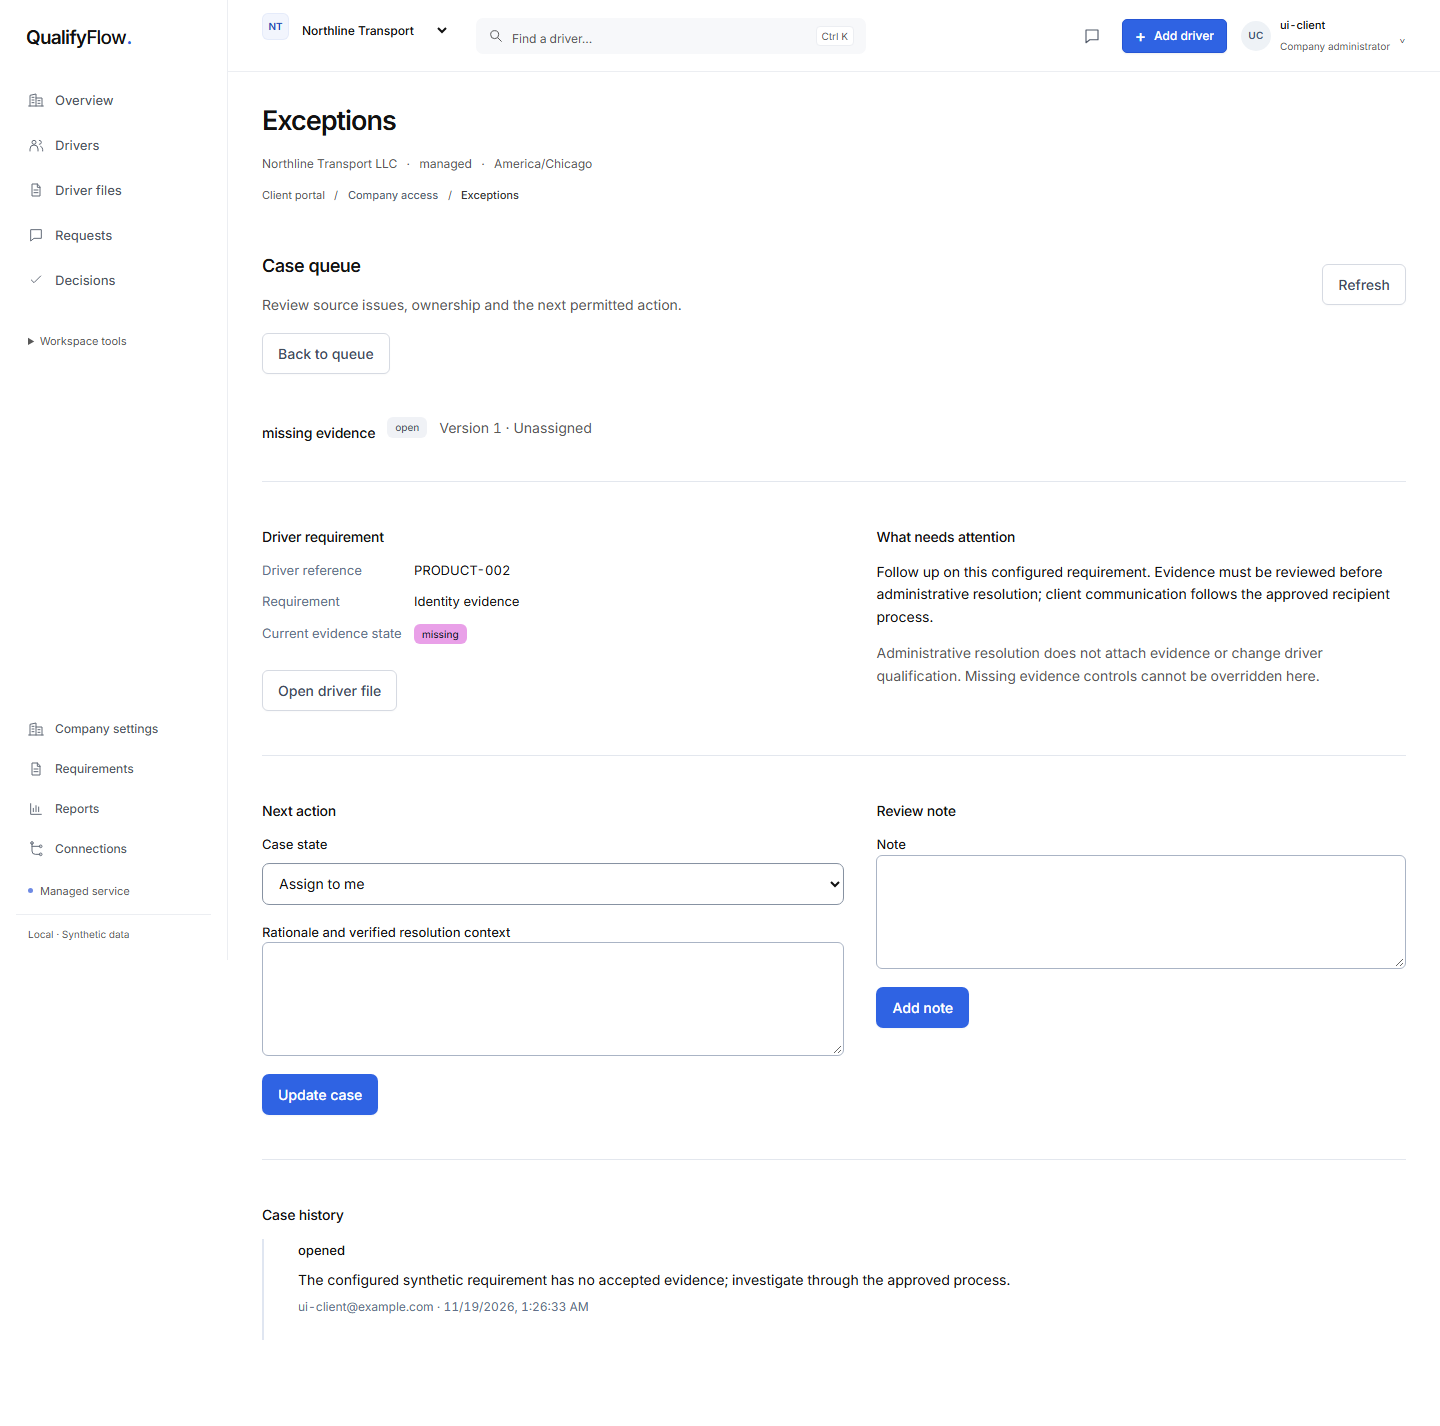 QualifyFlow.
NT
Northline Transport
Find a driver...
Ctrl K
+ Add driver
UC
ui-client
Company administrator
Overview
Drivers
Driver files
Requests
Decisions
Workspace tools
Company settings
Requirements
Reports
Connections
Managed service
Local · Synthetic data
Exceptions
Northline Transport LLC · managed · America/Chicago
Client portal / Company access / Exceptions
Case queue
Review source issues, ownership and the next permitted action.
Refresh
Back to queue
missing evidence open Version 1 · Unassigned
Driver requirement
Driver reference PRODUCT-002
Requirement Identity evidence
Current evidence state missing
Open driver file
What needs attention
Follow up on this configured requirement. Evidence must be reviewed before
administrative resolution; client communication follows the approved recipient
process.
Administrative resolution does not attach evidence or change driver
qualification. Missing evidence controls cannot be overridden here.
Next action
Case state
Assign to me
Rationale and verified resolution context
Update case
Review note
Note
Add note
Case history
opened
The configured synthetic requirement has no accepted evidence; investigate through the approved process.
ui-client@example.com · 11/19/2026, 1:26:33 AM